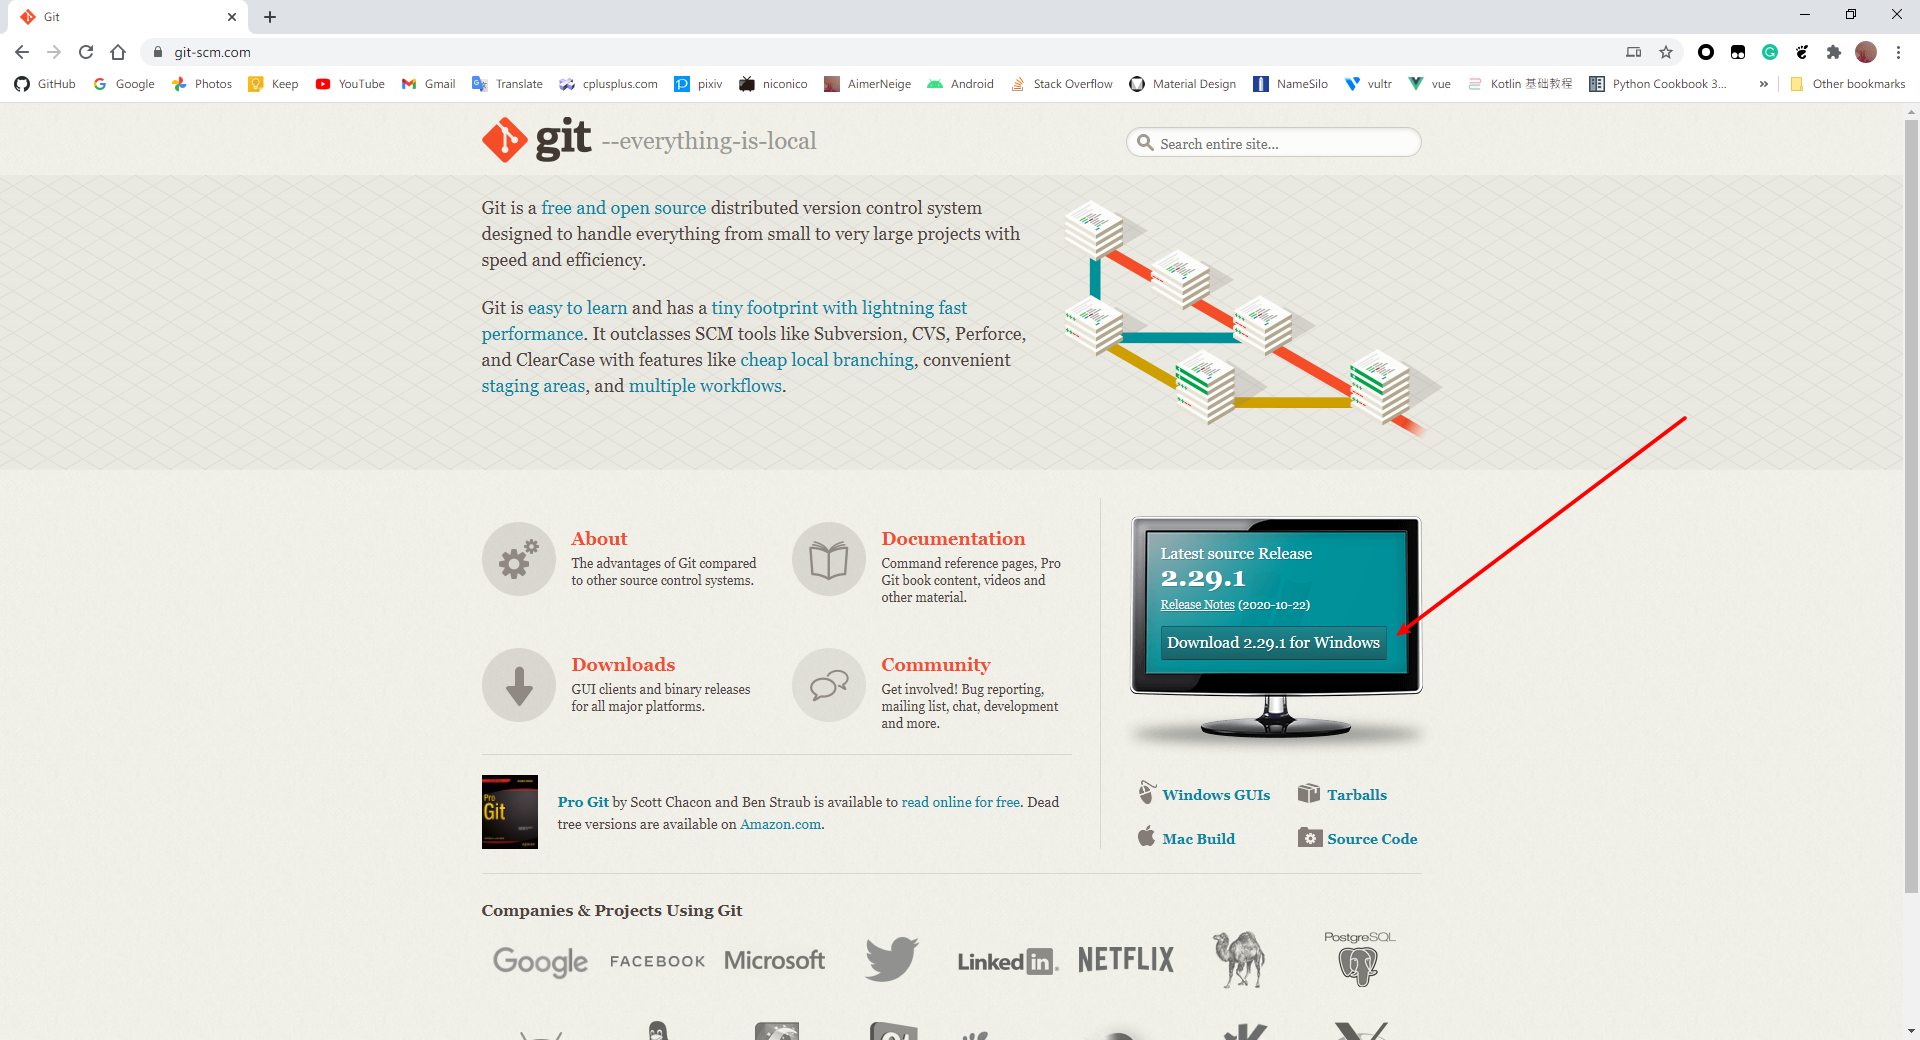 Git
git-scm.com
GitHub
Google
Photos
Keep
YouTube
Gmail
Translate
cplusplus.com
pixiv
niconico
AimerNeige
Android
Stack Overflow
Material Design
NameSilo
vultr
vue
Kotlin 基础教程
Python Cookbook 3...
»
Other bookmarks
git --everything-is-local
Search entire site...
Git is a free and open source distributed version control system
designed to handle everything from small to very large projects with
speed and efficiency.
Git is easy to learn and has a tiny footprint with lightning fast
performance. It outclasses SCM tools like Subversion, CVS, Perforce,
and ClearCase with features like cheap local branching, convenient
staging areas, and multiple workflows.
About
The advantages of Git compared
to other source control systems.
Documentation
Command reference pages, Pro
Git book content, videos and
other material.
Downloads
GUI clients and binary releases
for all major platforms.
Community
Get involved! Bug reporting,
mailing list, chat, development
and more.
Latest source Release
2.29.1
Release Notes (2020-10-22)
Download 2.29.1 for Windows
Pro
Git
Pro Git by Scott Chacon and Ben Straub is available to read online for free. Dead
tree versions are available on Amazon.com.
Windows GUIs
Tarballs
Mac Build
Source Code
Companies & Projects Using Git
Google
FACEBOOK
Microsoft
Linked in
NETFLIX
PostgreSQL